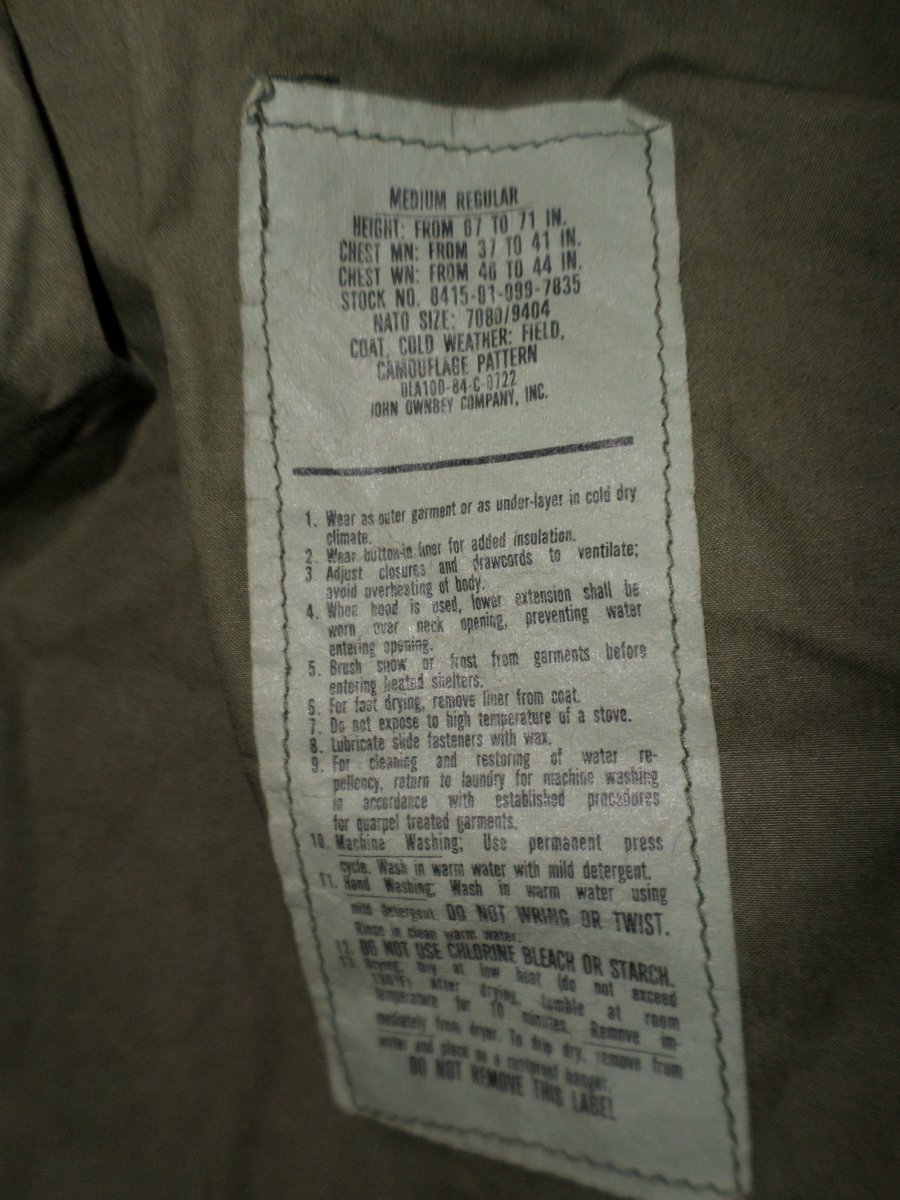 MEDIUM REGULAR
HEIGHT: FROM 67 TO 71 IN.
CHEST MN: FROM 37 TO 41 IN.
CHEST WN: FROM 40 TO 44 IN.
STOCK NO. 8415-01-099-7835
NATO SIZE: 7080/9404
COAT, COLD WEATHER: FIELD,
CAMOUFLAGE PATTERN
DLA100-84-C-0722
JOHN OWNBEY COMPANY, INC.
1. Wear as outer garment or as under-layer in cold dry
climate.
2. Wear button-in liner for added insulation.
3. Adjust closures and drawcords to ventilate;
avoid overheating of body.
4. When hood is used, lower extension shall be
worn over neck opening, preventing water
entering opening.
5. Brush snow or frost from garments before
entering heated shelters.
6. For fast drying, remove liner from coat.
7. Do not expose to high temperature of a stove.
8. Lubricate slide fasteners with wax.
9. For cleaning and restoring of water re-
pellency, return to laundry for machine washing
in accordance with established procedures
for quarpel treated garments.
10. Machine Washing; Use permanent press
cycle. Wash in warm water with mild detergent.
11. Hand Washing; Wash in warm water using
mild detergent. DO NOT WRING OR TWIST.
Rinse in clean warm water.
12. DO NOT USE CHLORINE BLEACH OR STARCH.
13. Drying; Dry at low heat (do not exceed
130°F) After drying, tumble at room
temperature for 10 minutes. Remove im-
mediately from dryer. To drip dry, remove from
water and place on a rustproof hanger.
DO NOT REMOVE THIS LABEL